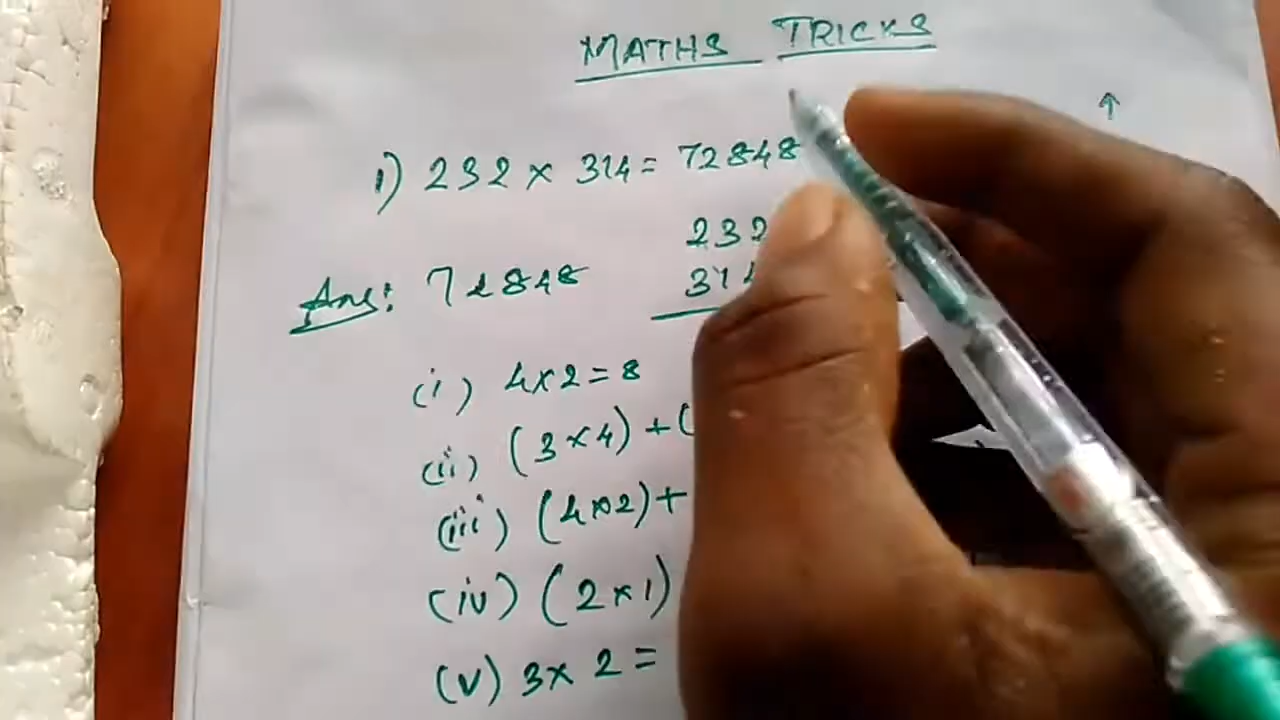 MATHS TRICKS
↑
1) 232 × 314 = 72848
232
Ans: 72848
31
(i) 4×2=8
(ii) (3×4)+(
(iii) (4×2)+
(iv) (2×1)
(v) 3× 2 =